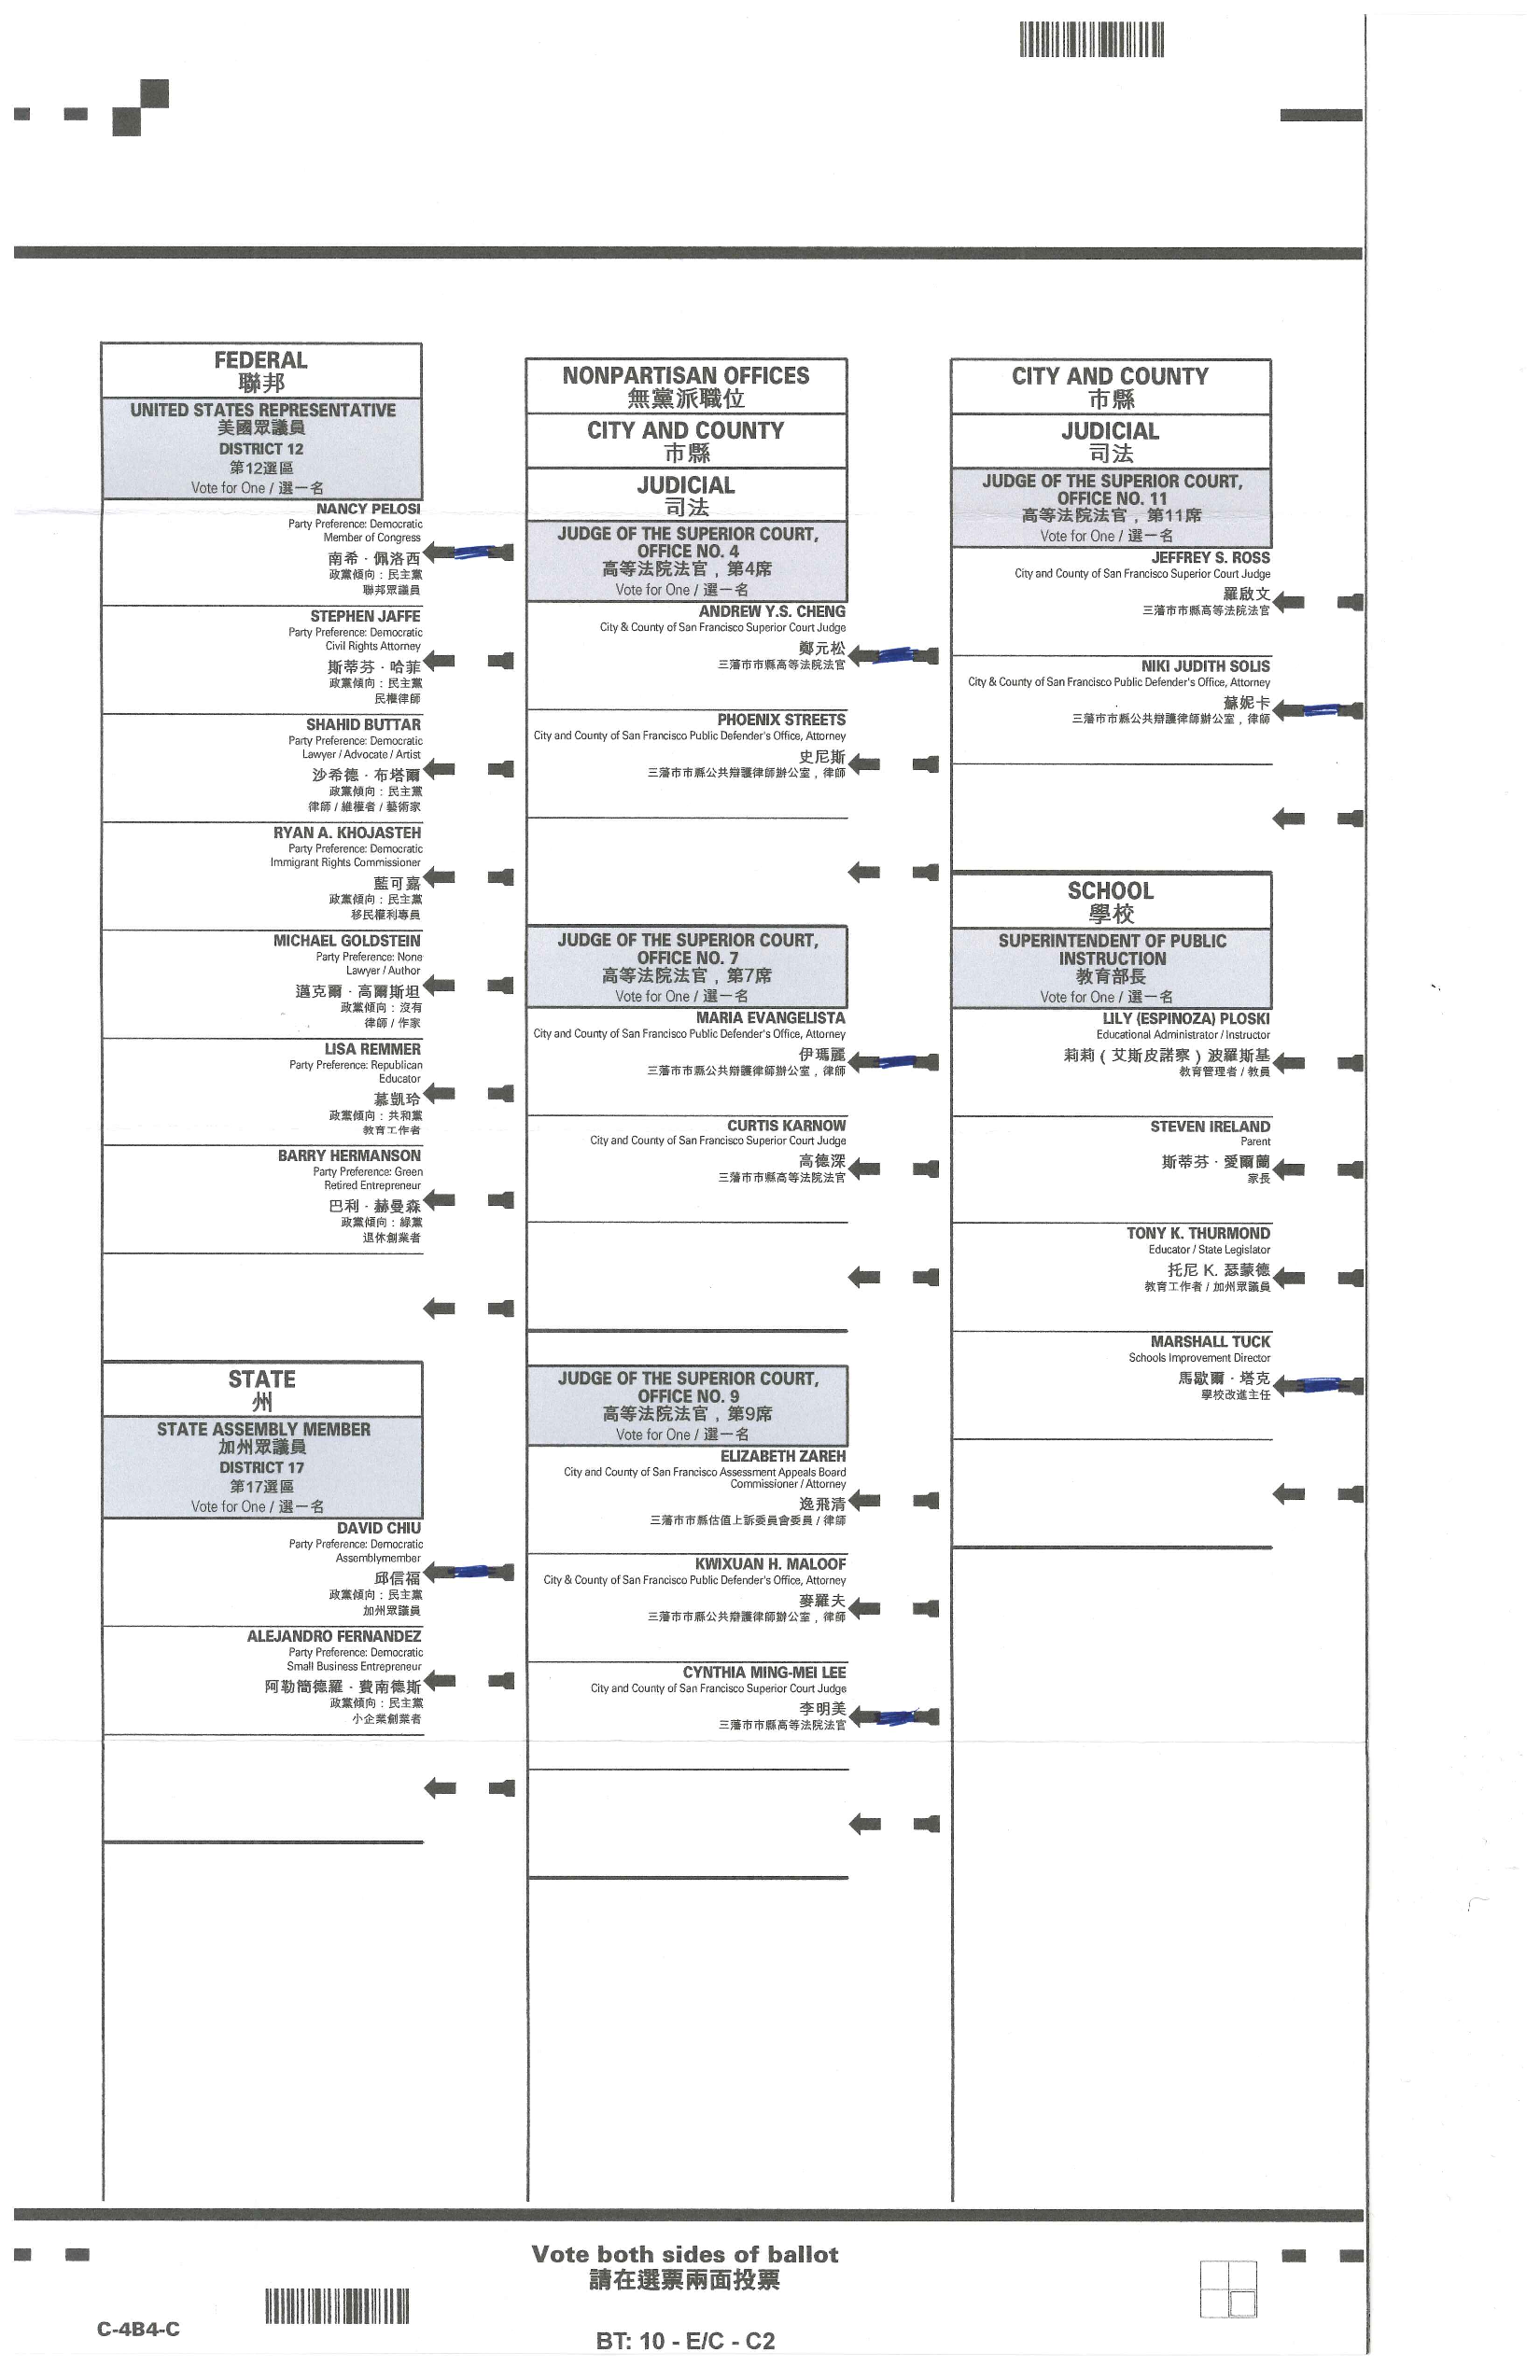 FEDERAL
聯邦
UNITED STATES REPRESENTATIVE
美國眾議員
DISTRICT 12
第12選區
Vote for One / 選一名
NANCY PELOSI
Party Preference: Democratic
Member of Congress
南希 · 佩洛西
政黨傾向 : 民主黨
聯邦眾議員
STEPHEN JAFFE
Party Preference: Democratic
Civil Rights Attorney
斯蒂芬 · 哈菲
政黨傾向 : 民主黨
民權律師
SHAHID BUTTAR
Party Preference: Democratic
Lawyer / Advocate / Artist
沙希德 · 布塔爾
政黨傾向 : 民主黨
律師 / 維權者 / 藝術家
RYAN A. KHOJASTEH
Party Preference: Democratic
Immigrant Rights Commissioner
藍可嘉
政黨傾向 : 民主黨
移民權利專員
MICHAEL GOLDSTEIN
Party Preference: None
Lawyer / Author
邁克爾 · 高爾斯坦
政黨傾向 : 沒有
律師 / 作家
LISA REMMER
Party Preference: Republican
Educator
慕凱玲
政黨傾向 : 共和黨
教育工作者
BARRY HERMANSON
Party Preference: Green
Retired Entrepreneur
巴利 · 赫曼森
政黨傾向 : 綠黨
退休創業者
STATE
州
STATE ASSEMBLY MEMBER
加州眾議員
DISTRICT 17
第17選區
Vote for One / 選一名
DAVID CHIU
Party Preference: Democratic
Assemblymember
邱信福
政黨傾向 : 民主黨
加州眾議員
ALEJANDRO FERNANDEZ
Party Preference: Democratic
Small Business Entrepreneur
阿勒簡德羅 · 費南德斯
政黨傾向 : 民主黨
小企業創業者
NONPARTISAN OFFICES
無黨派職位
CITY AND COUNTY
市縣
JUDICIAL
司法
JUDGE OF THE SUPERIOR COURT,
OFFICE NO. 4
高等法院法官 , 第4席
Vote for One / 選一名
ANDREW Y.S. CHENG
City & County of San Francisco Superior Court Judge
鄭元松
三藩市市縣高等法院法官
PHOENIX STREETS
City and County of San Francisco Public Defender's Office, Attorney
史尼斯
三藩市市縣公共辯護律師辦公室 , 律師
JUDGE OF THE SUPERIOR COURT,
OFFICE NO. 7
高等法院法官 , 第7席
Vote for One / 選一名
MARIA EVANGELISTA
City and County of San Francisco Public Defender's Office, Attorney
伊瑪麗
三藩市市縣公共辯護律師辦公室 , 律師
CURTIS KARNOW
City and County of San Francisco Superior Court Judge
高德深
三藩市市縣高等法院法官
JUDGE OF THE SUPERIOR COURT,
OFFICE NO. 9
高等法院法官 , 第9席
Vote for One / 選一名
ELIZABETH ZAREH
City and County of San Francisco Assessment Appeals Board
Commissioner / Attorney
逸飛清
三藩市市縣估值上訴委員會委員 / 律師
KWIXUAN H. MALOOF
City & County of San Francisco Public Defender's Office, Attorney
麥羅夫
三藩市市縣公共辯護律師辦公室 , 律師
CYNTHIA MING-MEI LEE
City and County of San Francisco Superior Court Judge
李明美
三藩市市縣高等法院法官
CITY AND COUNTY
市縣
JUDICIAL
司法
JUDGE OF THE SUPERIOR COURT,
OFFICE NO. 11
高等法院法官 , 第11席
Vote for One / 選一名
JEFFREY S. ROSS
City and County of San Francisco Superior Court Judge
羅啟文
三藩市市縣高等法院法官
NIKI JUDITH SOLIS
City & County of San Francisco Public Defender's Office, Attorney
蘇妮卡
三藩市市縣公共辯護律師辦公室 , 律師
SCHOOL
學校
SUPERINTENDENT OF PUBLIC
INSTRUCTION
教育部長
Vote for One / 選一名
LILY (ESPINOZA) PLOSKI
Educational Administrator / Instructor
莉莉 ( 艾斯皮諾察 ) 波羅斯基
教育管理者 / 教員
STEVEN IRELAND
Parent
斯蒂芬 · 愛爾蘭
家長
TONY K. THURMOND
Educator / State Legislator
托尼 K. 瑟蒙德
教育工作者 / 加州眾議員
MARSHALL TUCK
Schools Improvement Director
馬歇爾 · 塔克
學校改進主任
Vote both sides of ballot
請在選票兩面投票
C-4B4-C
BT: 10 - E/C - C2